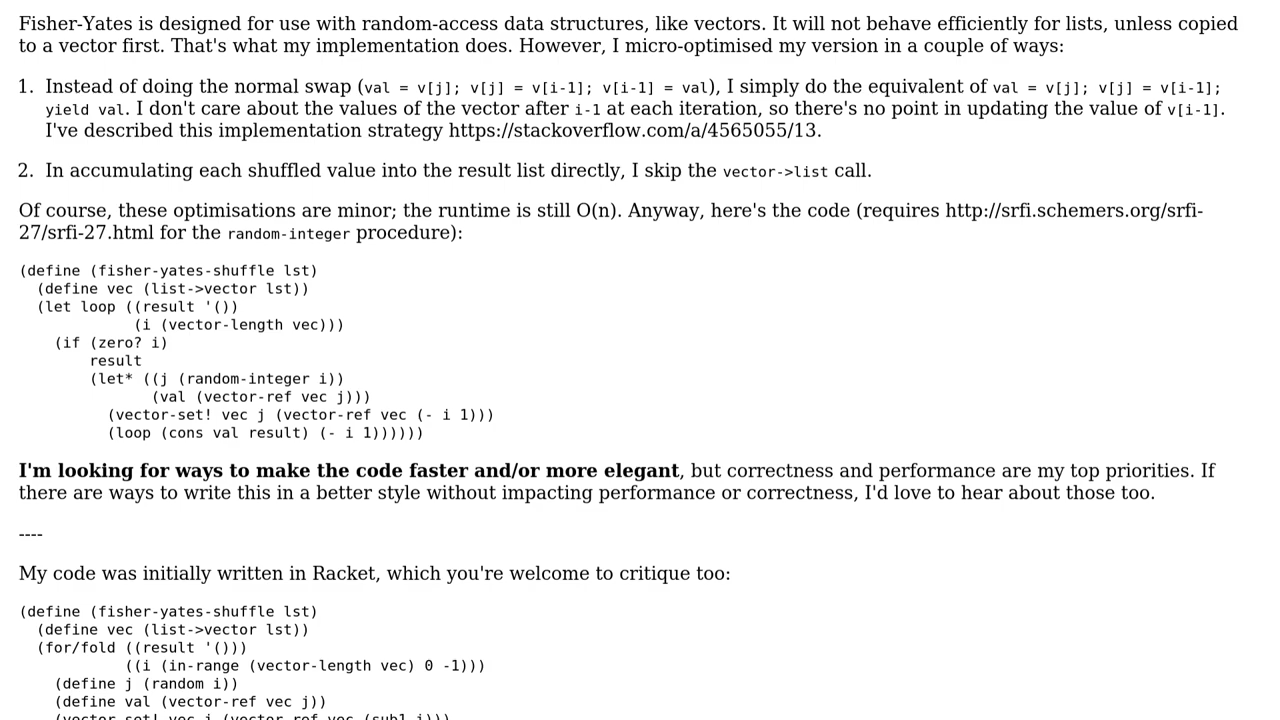 Fisher-Yates is designed for use with random-access data structures, like vectors. It will not behave efficiently for lists, unless copied
to a vector first. That's what my implementation does. However, I micro-optimised my version in a couple of ways:
1. Instead of doing the normal swap (val = v[j]; v[j] = v[i-1]; v[i-1] = val), I simply do the equivalent of val = v[j]; v[j] = v[i-1];
yield val. I don't care about the values of the vector after i-1 at each iteration, so there's no point in updating the value of v[i-1].
I've described this implementation strategy https://stackoverflow.com/a/4565055/13.
2. In accumulating each shuffled value into the result list directly, I skip the vector->list call.
Of course, these optimisations are minor; the runtime is still O(n). Anyway, here's the code (requires http://srfi.schemers.org/srfi-
27/srfi-27.html for the random-integer procedure):
(define (fisher-yates-shuffle lst)
  (define vec (list->vector lst))
  (let loop ((result '())
             (i (vector-length vec)))
    (if (zero? i)
        result
        (let* ((j (random-integer i))
               (val (vector-ref vec j)))
          (vector-set! vec j (vector-ref vec (- i 1)))
          (loop (cons val result) (- i 1))))))
I'm looking for ways to make the code faster and/or more elegant, but correctness and performance are my top priorities. If
there are ways to write this in a better style without impacting performance or correctness, I'd love to hear about those too.
----
My code was initially written in Racket, which you're welcome to critique too:
(define (fisher-yates-shuffle lst)
  (define vec (list->vector lst))
  (for/fold ((result '()))
            ((i (in-range (vector-length vec) 0 -1)))
    (define j (random i))
    (define val (vector-ref vec j))
    (vector-set! vec j (vector-ref vec (sub1 i)))